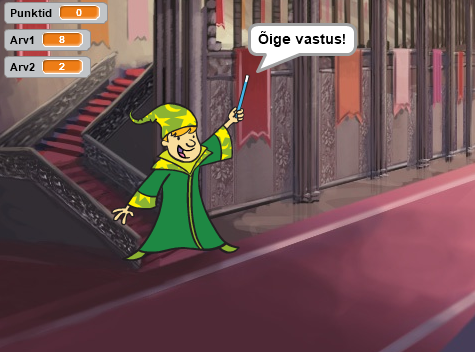 Punktid 0
Arv1 8
Arv2 2
Õige vastus!